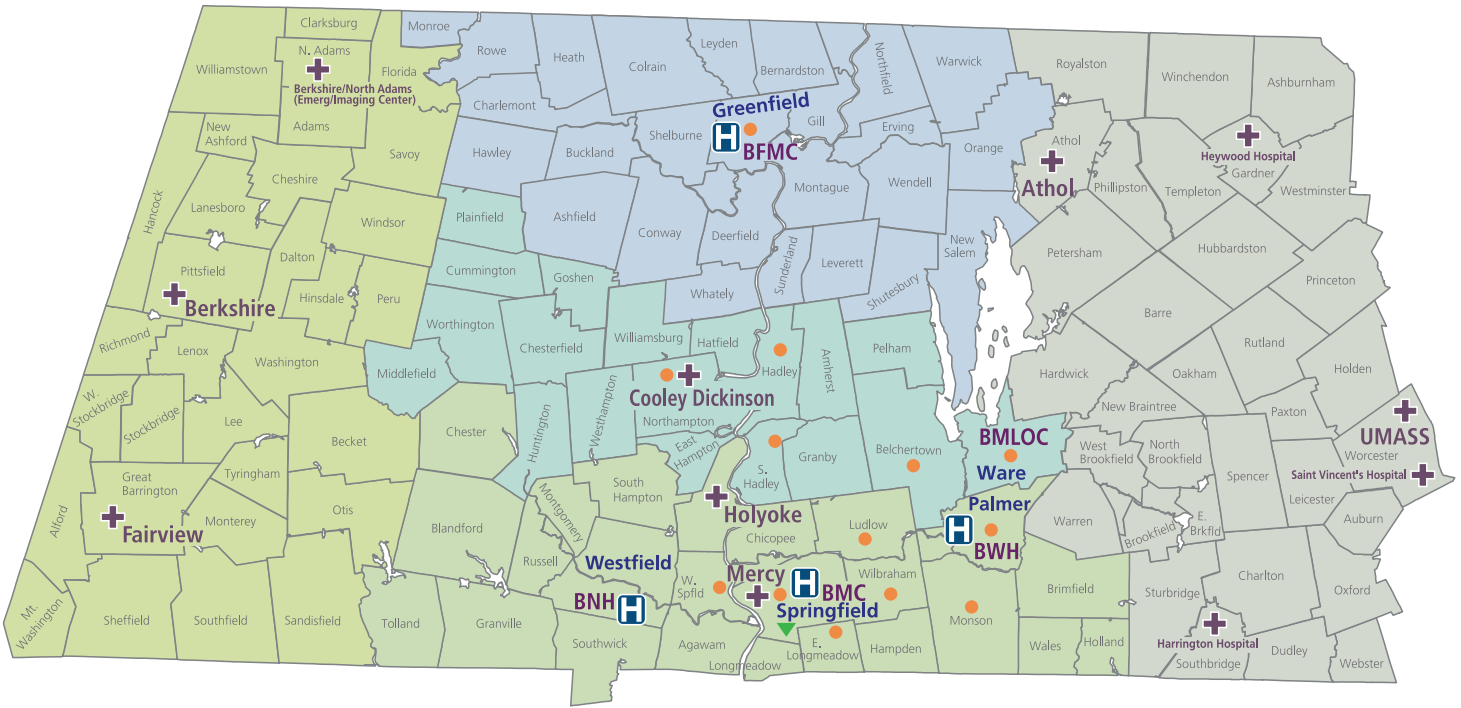 Clarksburg
Monroe
N. Adams
Williamstown
Florida
Berkshire/North Adams
(Emerg/Imaging Center)
Adams
New
Ashford
Savoy
Cheshire
Hancock
Lanesboro
Windsor
Dalton
Pittsfield
Berkshire
Hinsdale
Peru
Richmond
Lenox
Washington
W.
Stockbridge
Stockbridge
Lee
Becket
Tyringham
Great
Barrington
Alford
Fairview
Monterey
Otis
Mt.
Washington
Sheffield
Southfield
Sandisfield
Rowe
Heath
Colrain
Leyden
Bernardston
Northfield
Warwick
Charlemont
Greenfield
Shelburne
Gill
BFMC
Erving
Orange
Hawley
Buckland
Montague
Wendell
Ashfield
Conway
Deerfield
Sunderland
Leverett
New
Salem
Shutesbury
Whately
Plainfield
Cummington
Goshen
Worthington
Chesterfield
Williamsburg
Hatfield
Hadley
Amherst
Pelham
Middlefield
Cooley Dickinson
Northampton
Huntington
Westhampton
East
Hampton
S.
Hadley
Granby
Belchertown
BMLOC
Ware
Chester
South
Hampton
Montgomery
Blandford
Russell
Westfield
Holyoke
Chicopee
Ludlow
Palmer
BWH
Mercy
W.
Spfld
BMC
Springfield
Wilbraham
BNH
Tolland
Granville
Southwick
Agawam
Longmeadow
E.
Longmeadow
Hampden
Monson
Brimfield
Wales
Holland
Royalston
Winchendon
Ashburnham
Athol
Athol
Phillipston
Templeton
Heywood Hospital
Gardner
Westminster
Petersham
Hubbardston
Princeton
Barre
Rutland
Holden
Hardwick
Oakham
New Braintree
Paxton
UMASS
Worcester
Saint Vincent's Hospital
West
Brookfield
North
Brookfield
Spencer
Leicester
Auburn
Warren
Brookfield
E.
Brkfld
Sturbridge
Charlton
Oxford
Harrington Hospital
Southbridge
Dudley
Webster
H
H
H
H